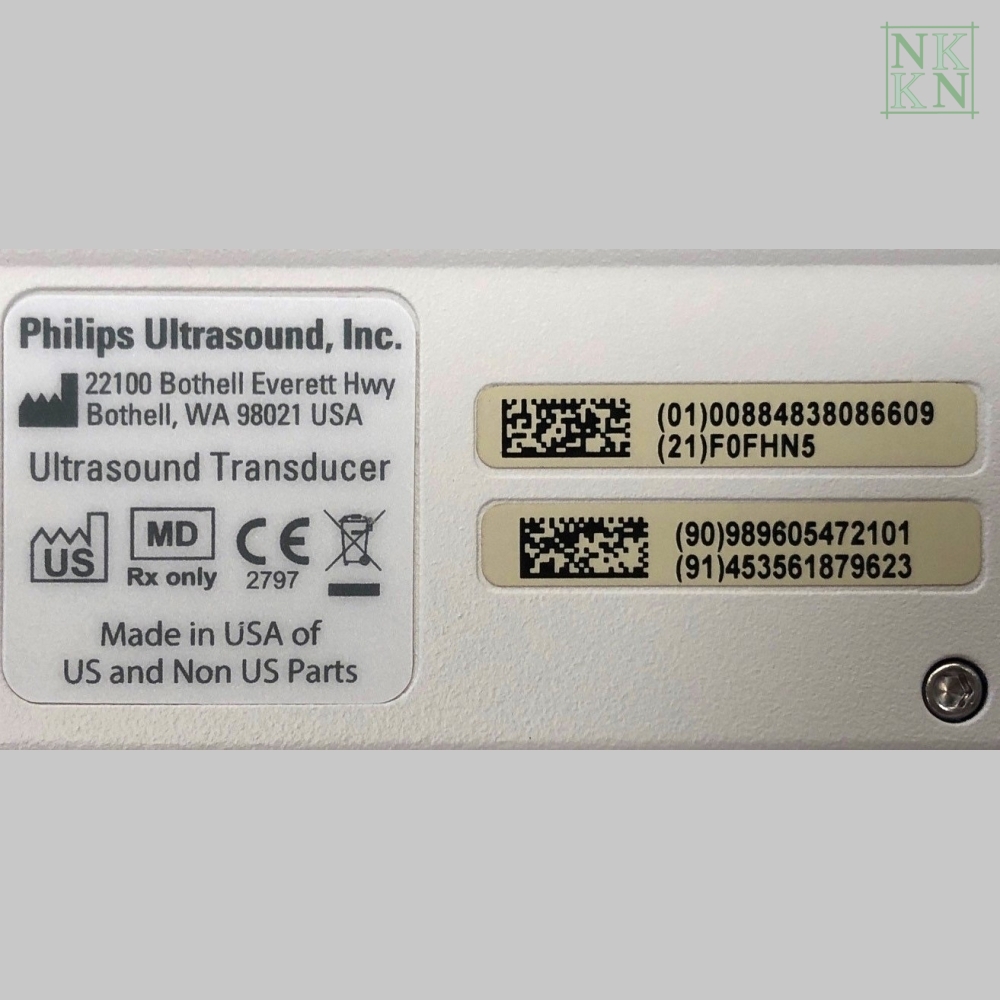 NK
KN
Philips Ultrasound, Inc.
22100 Bothell Everett Hwy
Bothell, WA 98021 USA
Ultrasound Transducer
US
MD
Rx only
CE
2797
Made in USA of
US and Non US Parts
(01)00884838086609
(21)F0FHN5
(90)989605472101
(91)453561879623